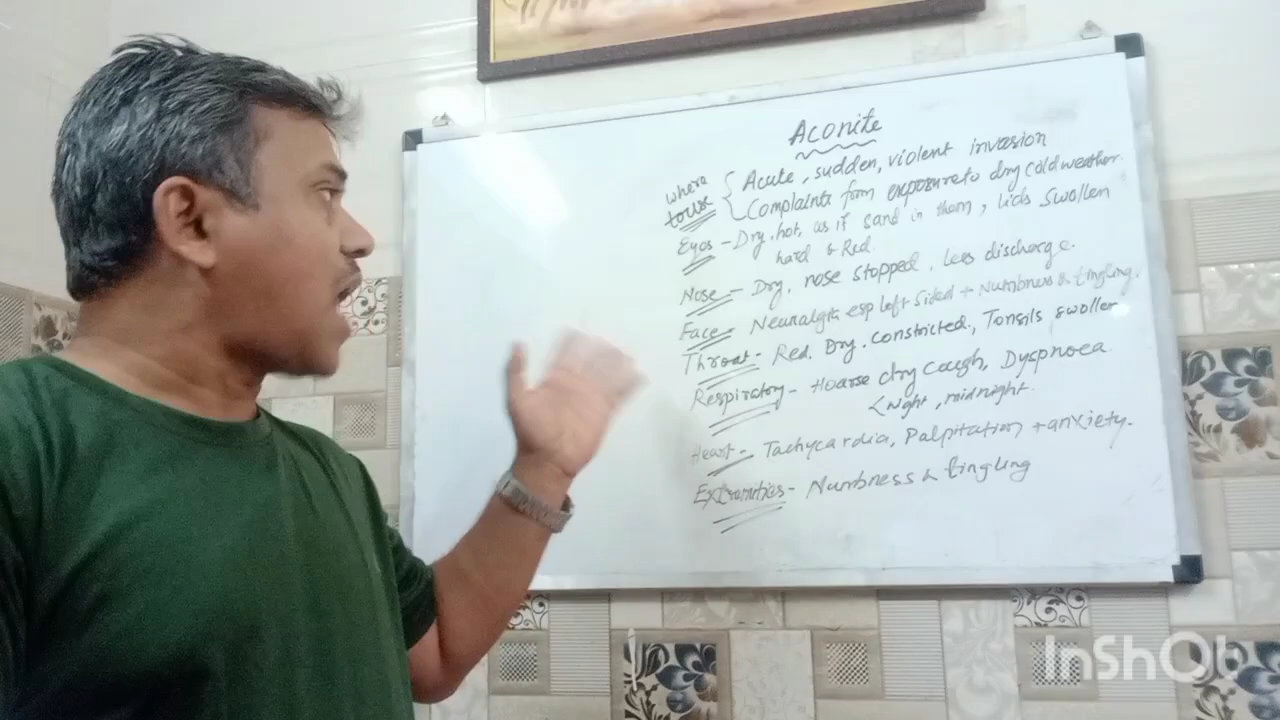 Aconite
where to use { Acute, sudden, violent invasion
Complaints form exposure to dry cold weather.
Eyes - Dry, hot, as if sand in them, lids swollen
hard & Red
Nose - Dry, nose stopped, Less discharge.
Face - Neuralgia esp left sided + Numbness & tingling.
Throat - Red, Dry, constricted, Tonsils swollen
Respiratory - Hoarse dry cough, Dyspnoea
< night, midnight.
Heart - Tachycardia, Palpitation + anxiety.
Extremities - Numbness & tingling
InShOt